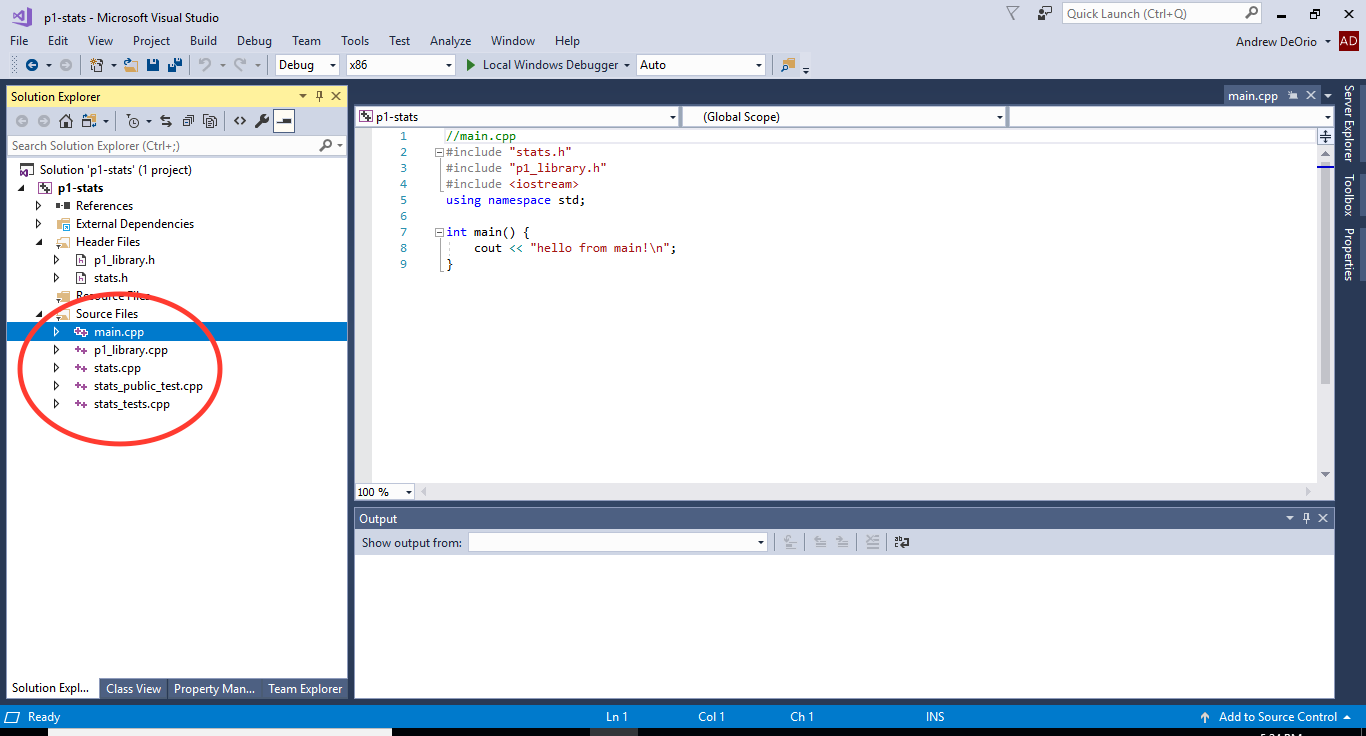 p1-stats - Microsoft Visual Studio
Quick Launch (Ctrl+Q)
File Edit View Project Build Debug Team Tools Test Analyze Window Help
Andrew DeOrio AD
Debug x86 Local Windows Debugger Auto
Solution Explorer
Search Solution Explorer (Ctrl+;)
Solution 'p1-stats' (1 project)
p1-stats
References
External Dependencies
Header Files
p1_library.h
stats.h
Resource Files
Source Files
main.cpp
p1_library.cpp
stats.cpp
stats_public_test.cpp
stats_tests.cpp
Solution Expl... Class View Property Man... Team Explorer
main.cpp
p1-stats (Global Scope)
1 //main.cpp
2 #include "stats.h"
3 #include "p1_library.h"
4 #include <iostream>
5 using namespace std;
6
7 int main() {
8 cout << "hello from main!\n";
9 }
100 %
Output
Show output from:
Server Explorer
Toolbox
Properties
Ready Ln 1 Col 1 Ch 1 INS Add to Source Control